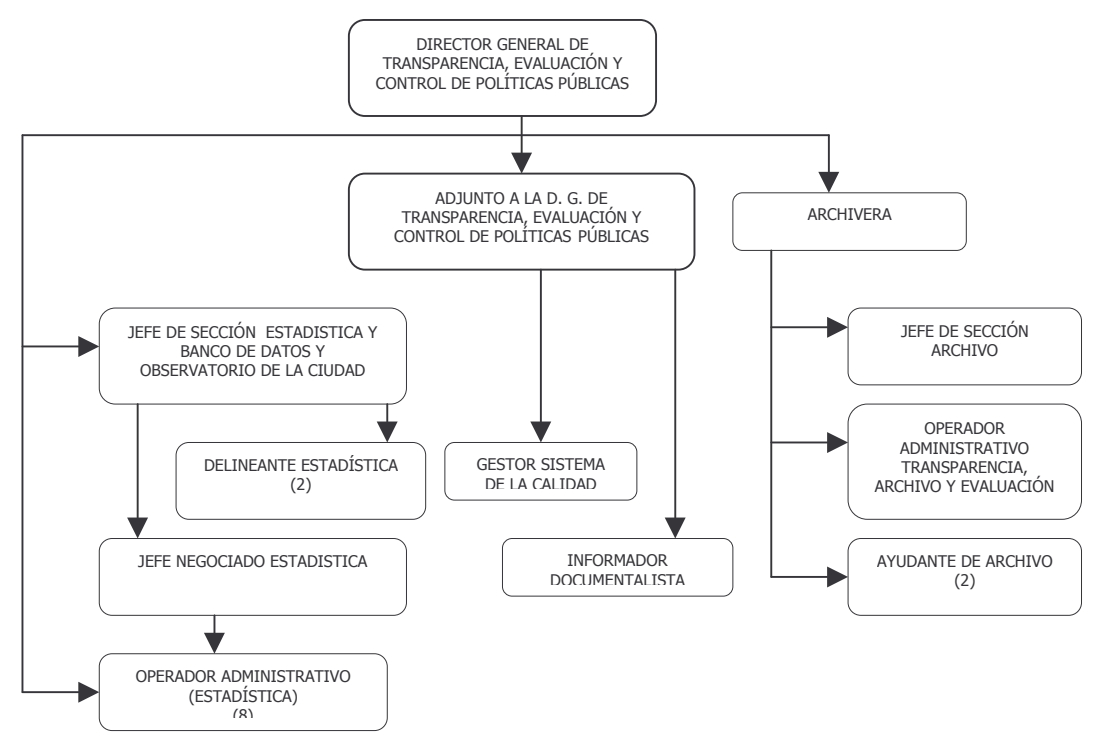 DIRECTOR GENERAL DE
TRANSPARENCIA, EVALUACIÓN Y
CONTROL DE POLÍTICAS PÚBLICAS
ADJUNTO A LA D. G. DE
TRANSPARENCIA, EVALUACIÓN Y
CONTROL DE POLÍTICAS PÚBLICAS
ARCHIVERA
JEFE DE SECCIÓN ESTADISTICA Y
BANCO DE DATOS Y
OBSERVATORIO DE LA CIUDAD
JEFE DE SECCIÓN
ARCHIVO
DELINEANTE ESTADÍSTICA
(2)
GESTOR SISTEMA
DE LA CALIDAD
OPERADOR
ADMINISTRATIVO
TRANSPARENCIA,
ARCHIVO Y EVALUACIÓN
JEFE NEGOCIADO ESTADISTICA
INFORMADOR
DOCUMENTALISTA
AYUDANTE DE ARCHIVO
(2)
OPERADOR ADMINISTRATIVO
(ESTADÍSTICA)
(8)